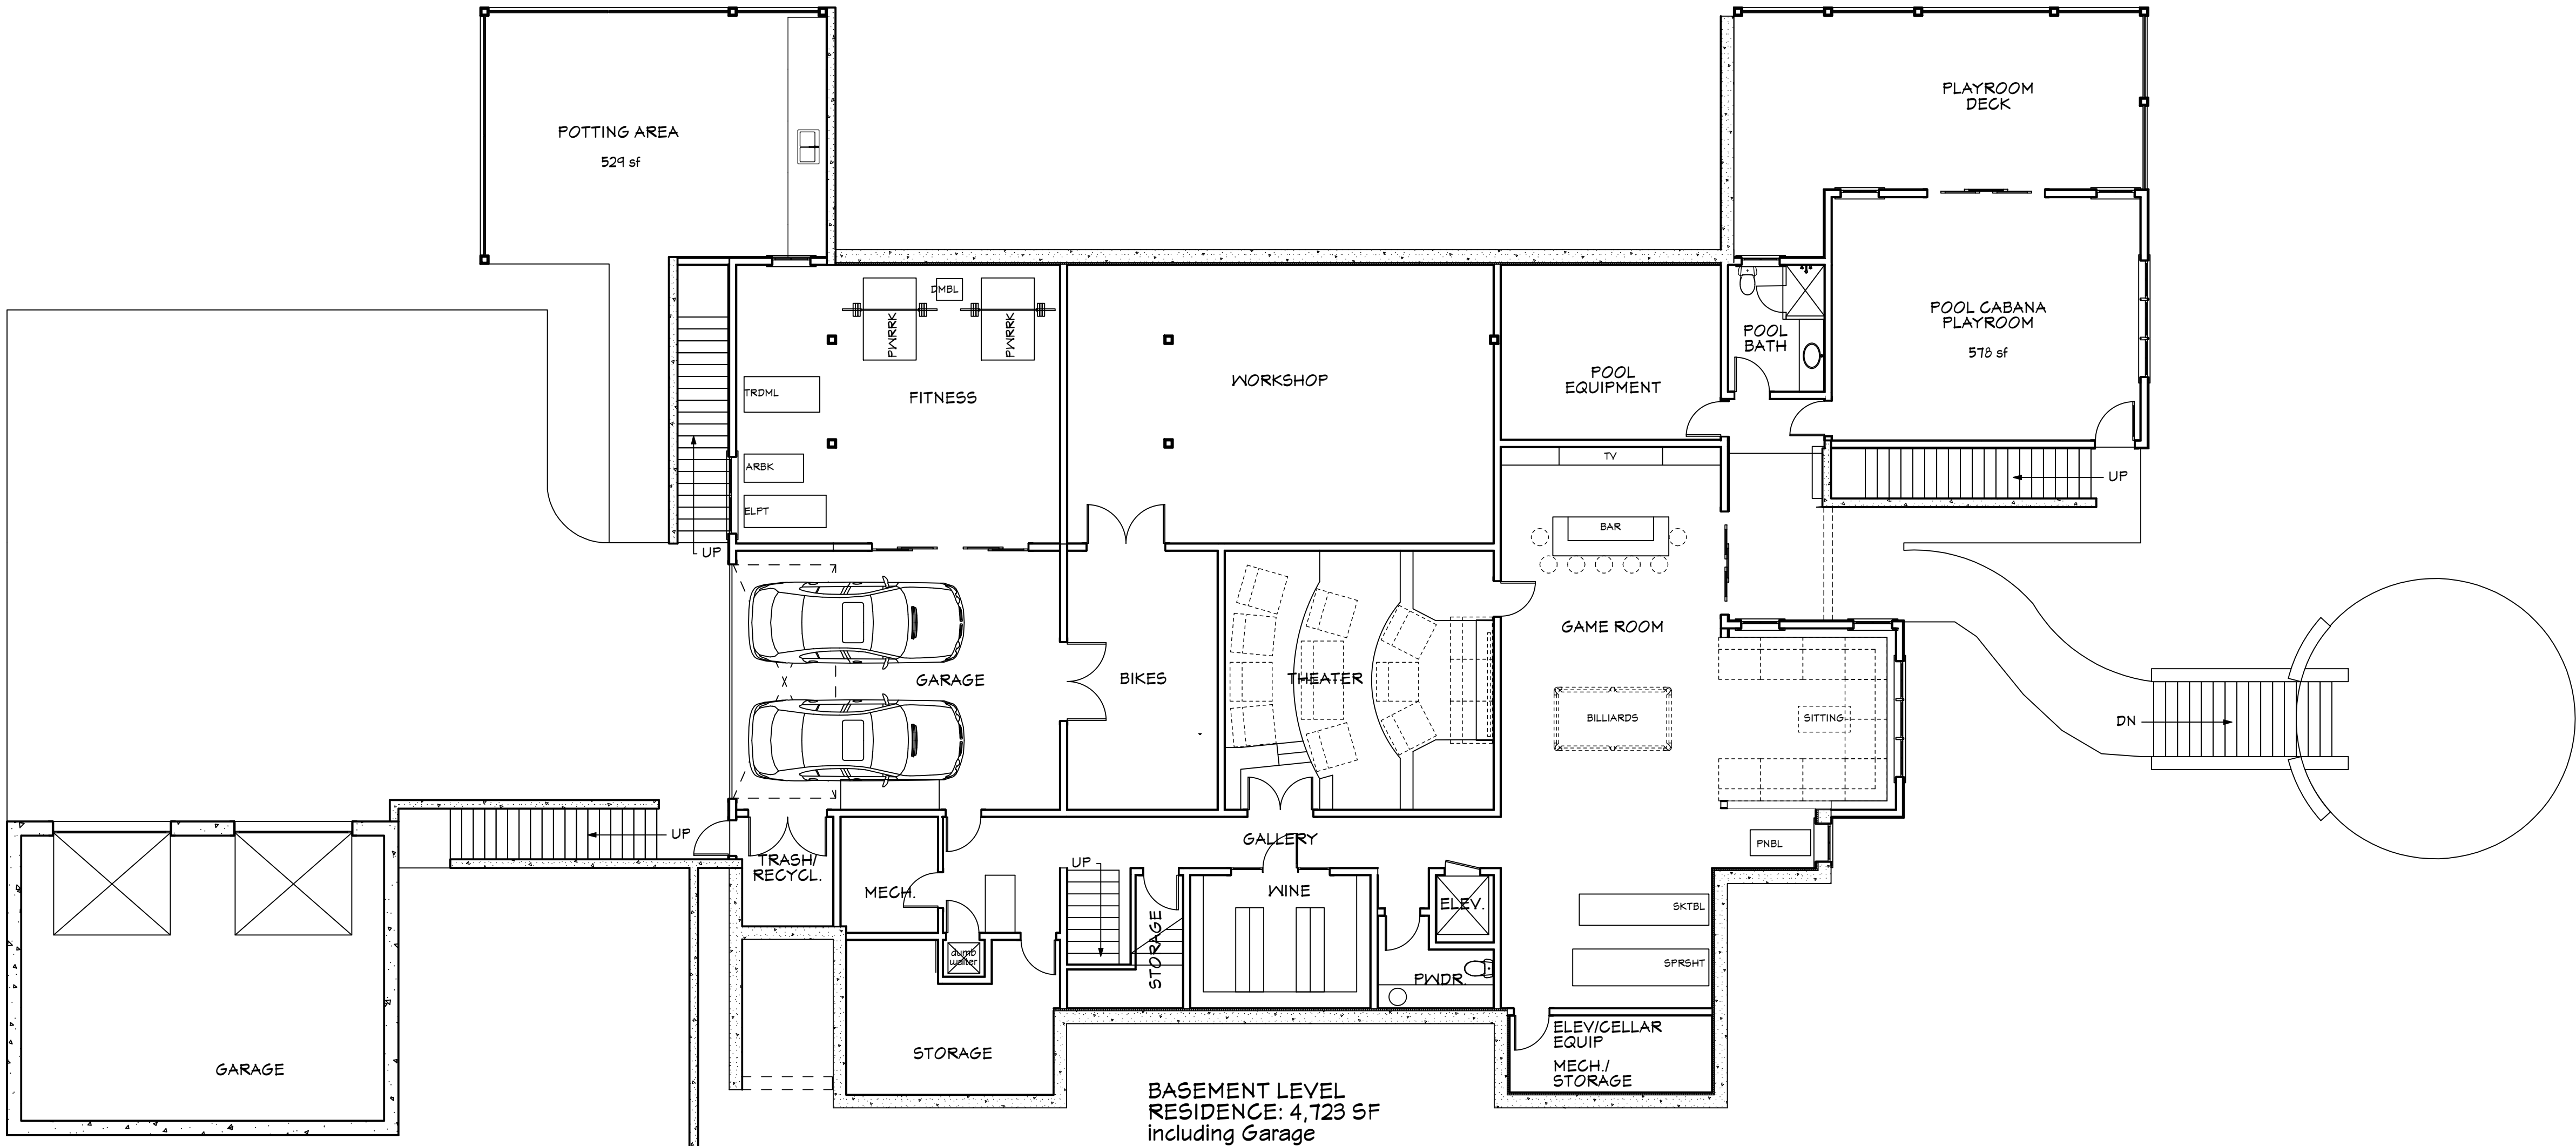 PLAYROOM
DECK
POTTING AREA
529 sf
DMBL
PWRRK
PWRRK
POOL CABANA
PLAYROOM
578 sf
POOL
BATH
WORKSHOP
POOL
EQUIPMENT
TRDML
FITNESS
ARBK
ELPT
TV
UP
BAR
UP
GAME ROOM
GARAGE
BIKES
THEATER
BILLIARDS
SITTING
DN
UP
GALLERY
PNBL
TRASH/
RECYCL.
UP
MECH.
WINE
ELEV.
SKTBL
STORAGE
dumb
waiter
SPRSHT
PWDR.
ELEV/CELLAR
EQUIP
MECH./
STORAGE
STORAGE
GARAGE
BASEMENT LEVEL
RESIDENCE: 4,723 SF
including Garage